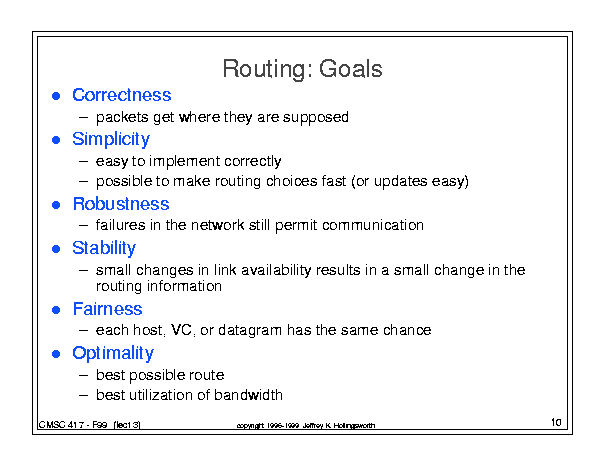 Routing: Goals
● Correctness
– packets get where they are supposed
● Simplicity
– easy to implement correctly
– possible to make routing choices fast (or updates easy)
● Robustness
– failures in the network still permit communication
● Stability
– small changes in link availability results in a small change in the
routing information
● Fairness
– each host, VC, or datagram has the same chance
● Optimality
– best possible route
– best utilization of bandwidth
CMSC 417 - F99 (lect 3)
copyright 1996-1999 Jeffrey K. Hollingsworth
10